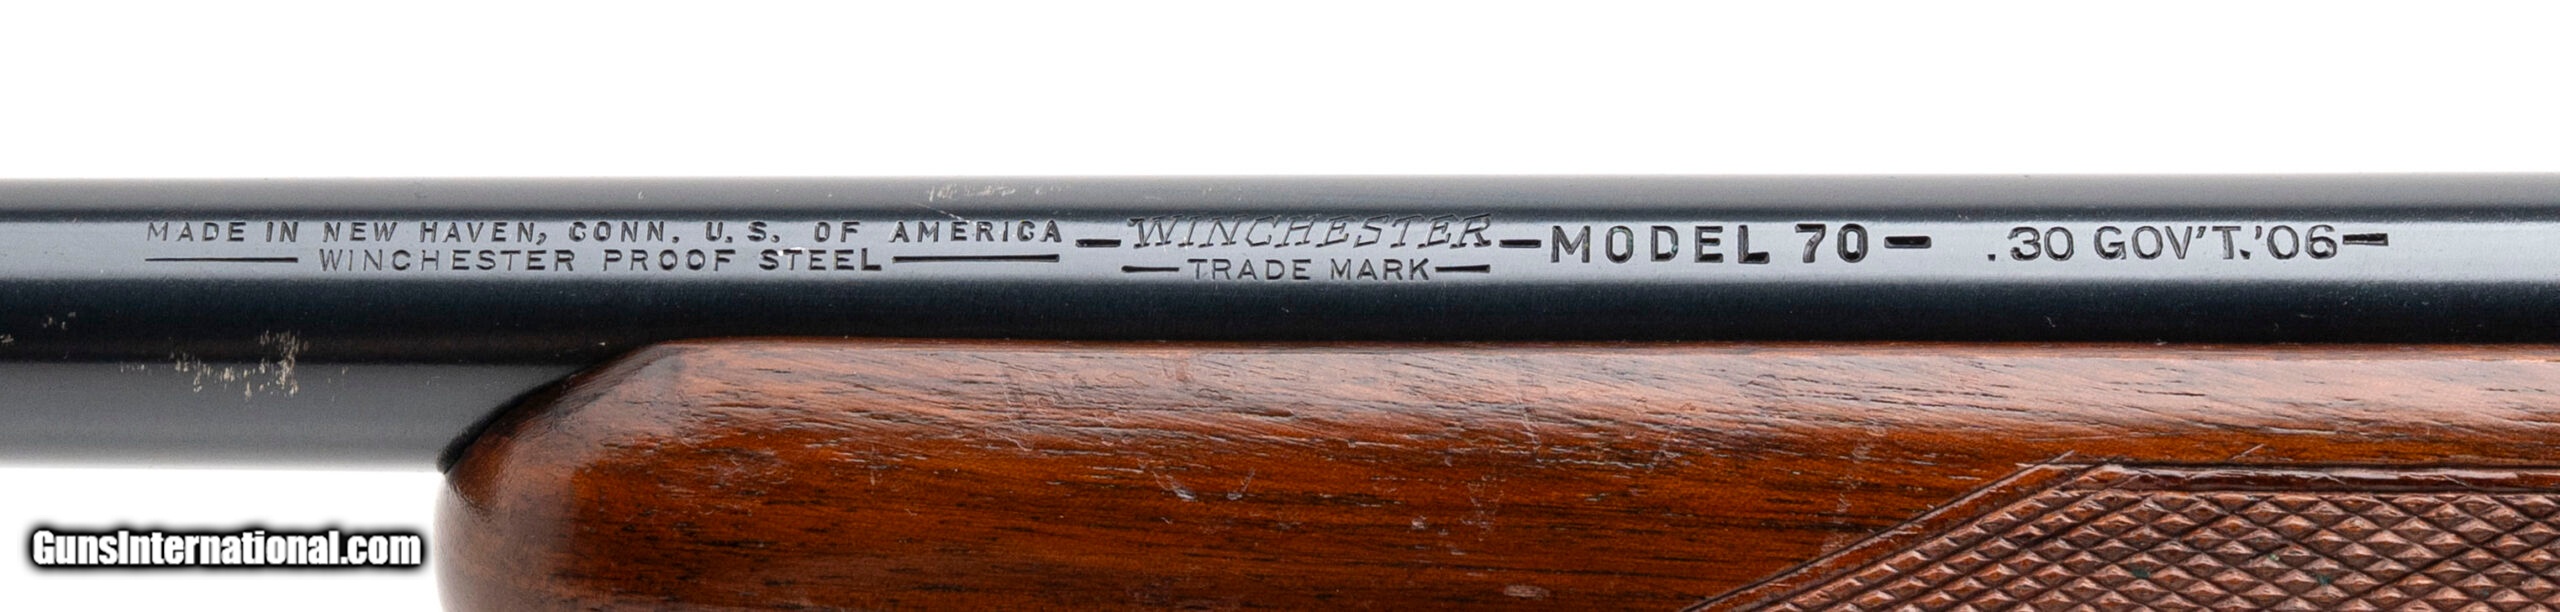 MADE IN NEW HAVEN, CONN. U.S. OF AMERICA
WINCHESTER PROOF STEEL
—WINCHESTER—
—TRADE MARK—
MODEL 70— .30 GOV'T.'06—
GunsInternational.com